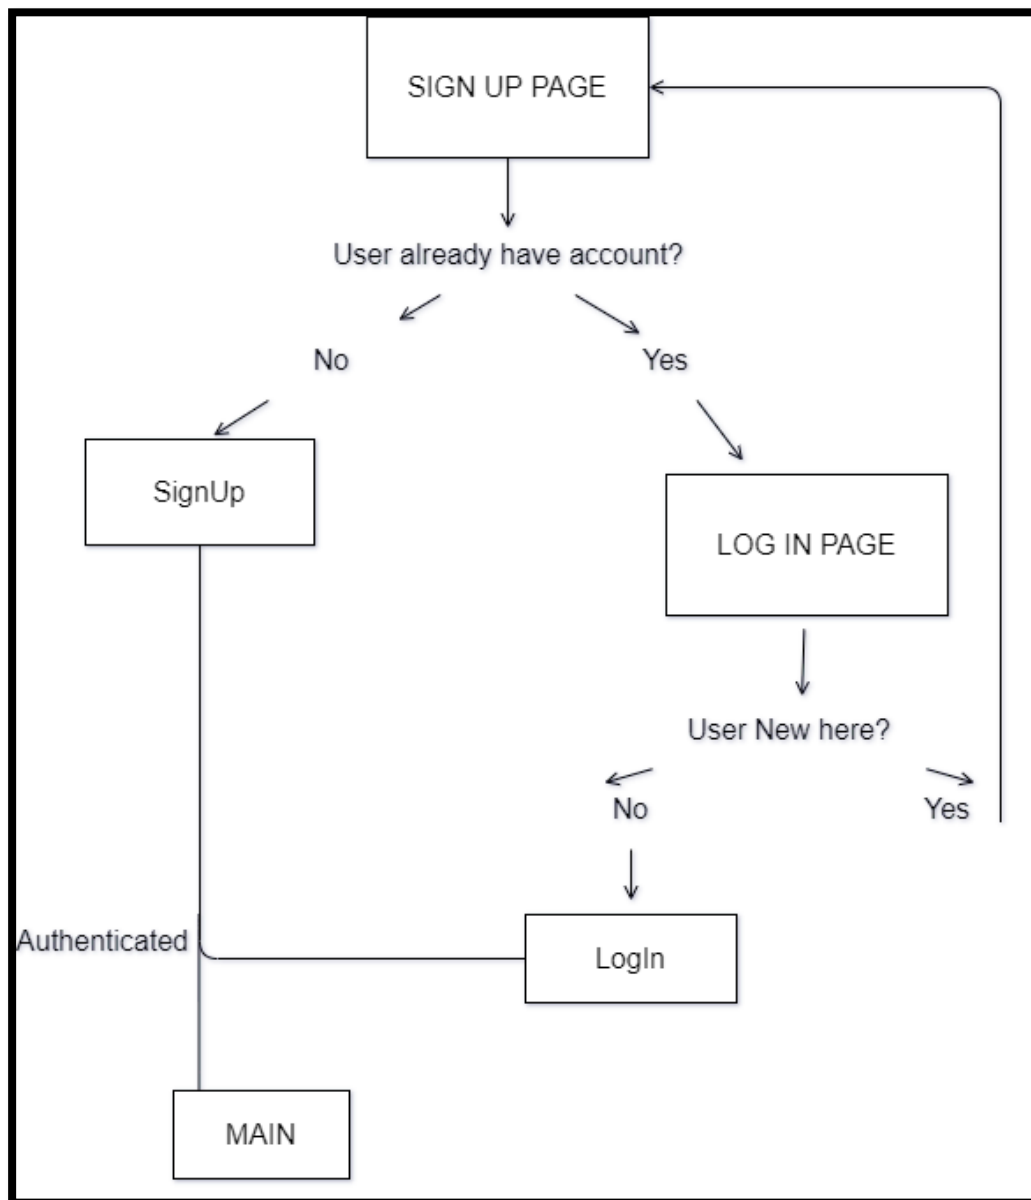 SIGN UP PAGE
User already have account?
No
Yes
SignUp
LOG IN PAGE
User New here?
No
Yes
Authenticated
LogIn
MAIN